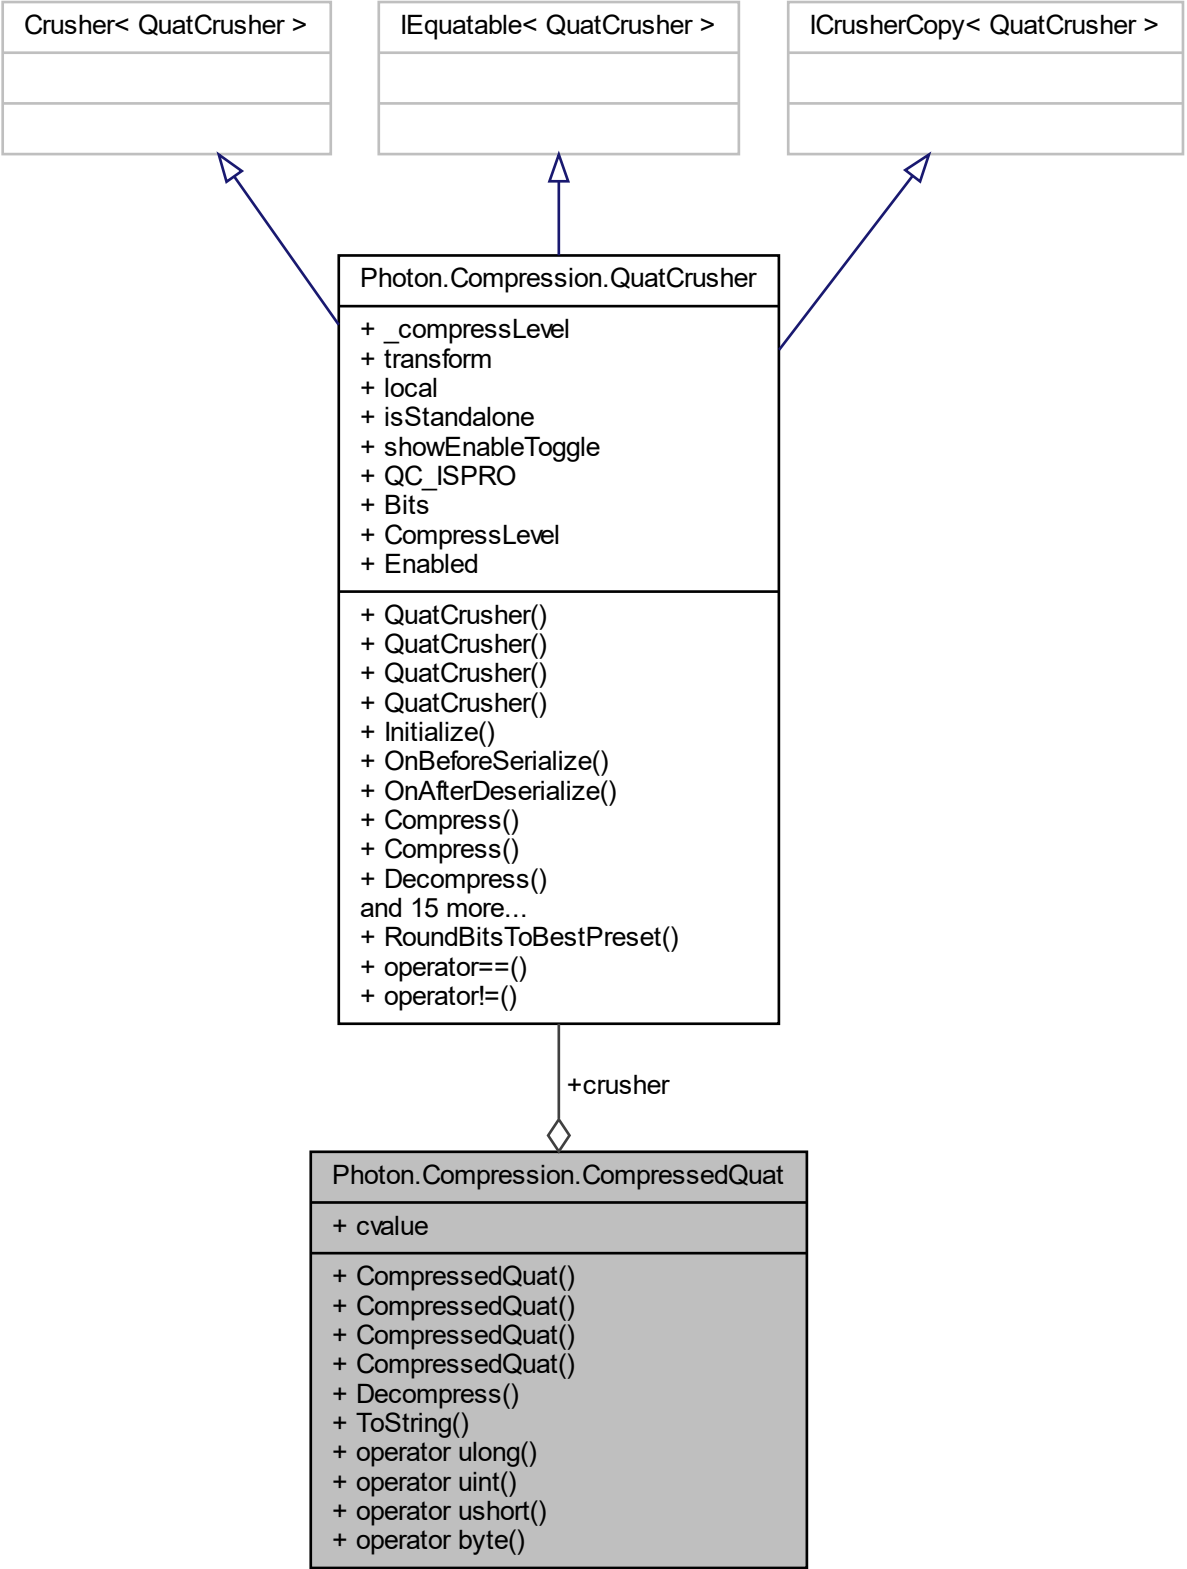 Crusher< QuatCrusher >
IEquatable< QuatCrusher >
ICrusherCopy< QuatCrusher >
Photon.Compression.QuatCrusher
+ _compressLevel
+ transform
+ local
+ isStandalone
+ showEnableToggle
+ QC_ISPRO
+ Bits
+ CompressLevel
+ Enabled
+ QuatCrusher()
+ QuatCrusher()
+ QuatCrusher()
+ QuatCrusher()
+ Initialize()
+ OnBeforeSerialize()
+ OnAfterDeserialize()
+ Compress()
+ Compress()
+ Decompress()
and 15 more...
+ RoundBitsToBestPreset()
+ operator==()
+ operator!=()
+crusher
Photon.Compression.CompressedQuat
+ cvalue
+ CompressedQuat()
+ CompressedQuat()
+ CompressedQuat()
+ CompressedQuat()
+ Decompress()
+ ToString()
+ operator ulong()
+ operator uint()
+ operator ushort()
+ operator byte()